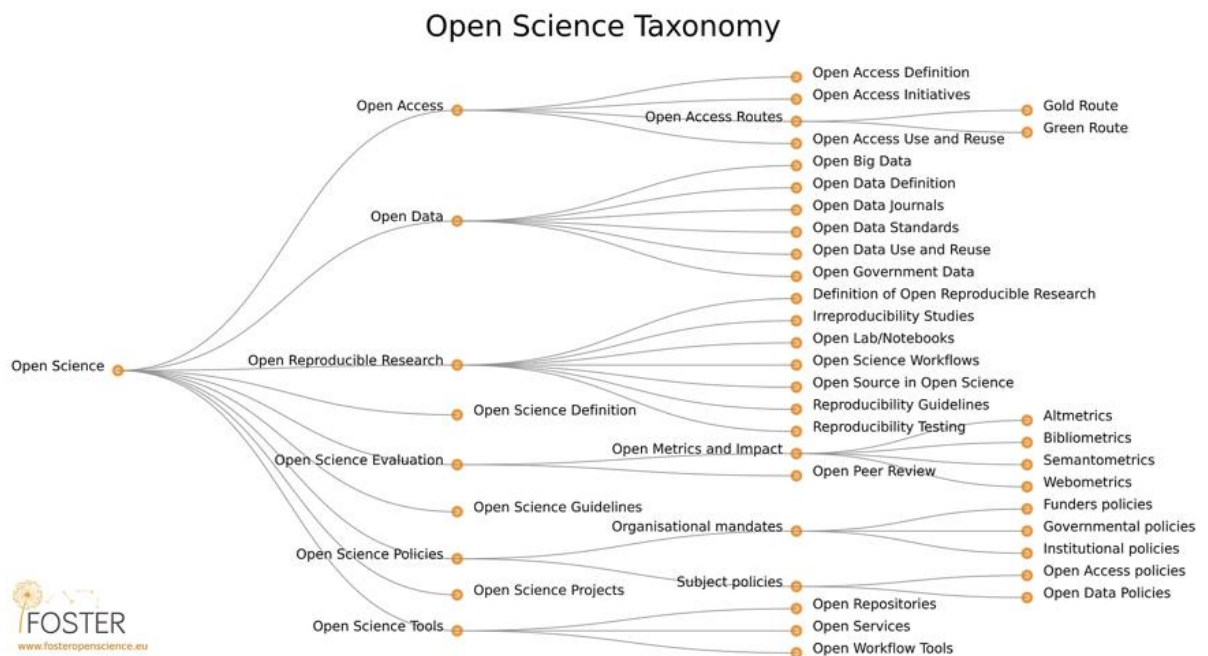 Open Science Taxonomy
Open Science
Open Access
Open Access Definition
Open Access Initiatives
Open Access Routes
Gold Route
Green Route
Open Access Use and Reuse
Open Data
Open Big Data
Open Data Definition
Open Data Journals
Open Data Standards
Open Data Use and Reuse
Open Government Data
Open Reproducible Research
Definition of Open Reproducible Research
Irreproducibility Studies
Open Lab/Notebooks
Open Science Workflows
Open Source in Open Science
Reproducibility Guidelines
Reproducibility Testing
Open Science Definition
Open Science Evaluation
Open Metrics and Impact
Altmetrics
Bibliometrics
Semantometrics
Webometrics
Open Peer Review
Open Science Guidelines
Open Science Policies
Organisational mandates
Funders policies
Governmental policies
Institutional policies
Subject policies
Open Access policies
Open Data Policies
Open Science Projects
Open Science Tools
Open Repositories
Open Services
Open Workflow Tools
FOSTER
www.fosteropenscience.eu